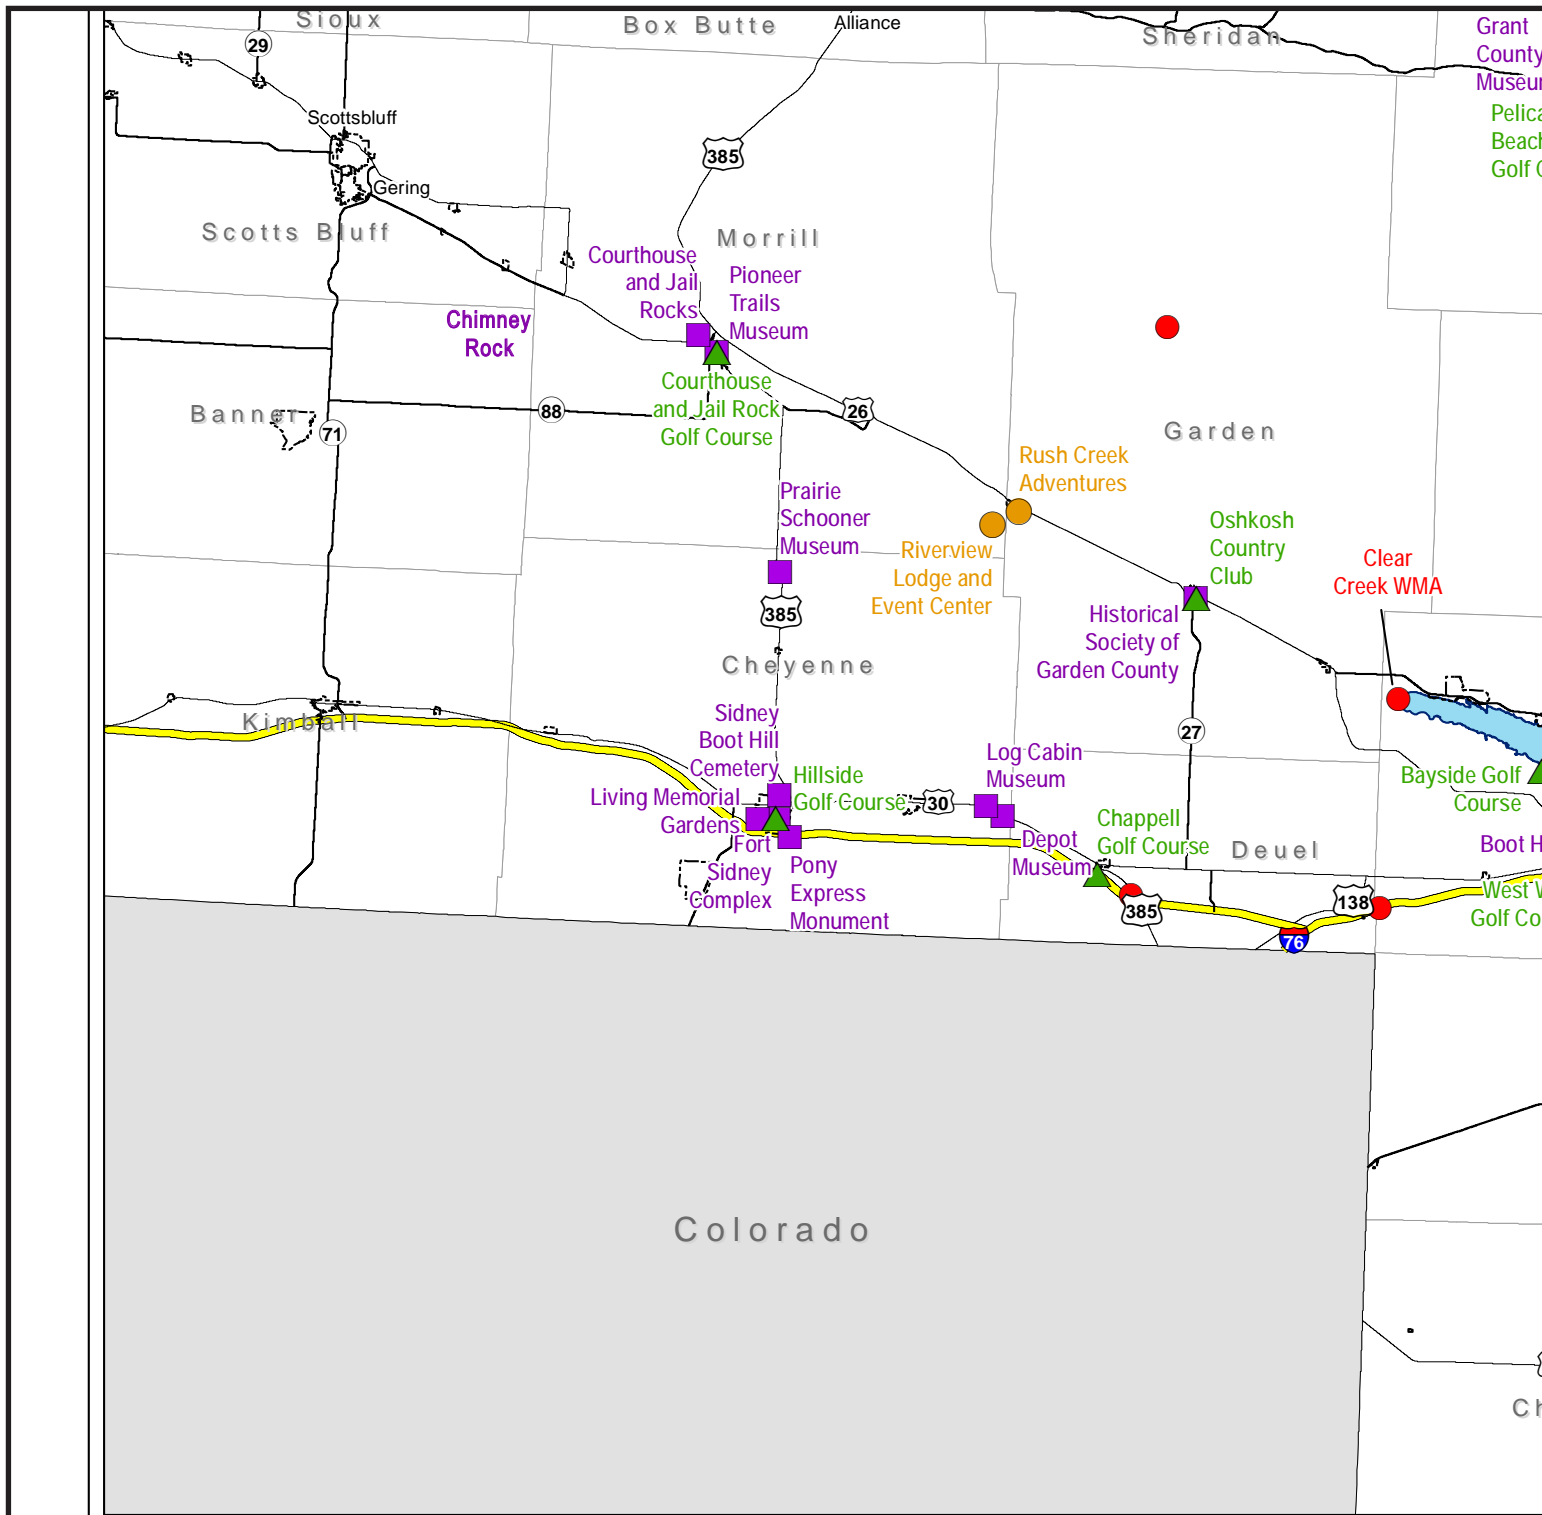 Sioux
Box Butte
Alliance
Sheridan
Grant
County
Museum
29
Scottsbluff
385
Gering
Scotts Bluff
Morrill
Courthouse
and Jail
Rocks
Pioneer
Trails
Museum
Chimney
Rock
Courthouse
and Jail Rock
Golf Course
Banner
71
88
26
Garden
Rush Creek
Adventures
Prairie
Schooner
Museum
Riverview
Lodge and
Event Center
Oshkosh
Country
Club
Clear
Creek WMA
385
Historical
Society of
Garden County
Cheyenne
Kimball
Sidney
Boot Hill
Cemetery
27
Log Cabin
Museum
Hillside
Golf Course
30
Bayside Golf
Course
Living Memorial
Gardens
Fort
Sidney
Complex
Pony
Express
Monument
Depot
Museum
Chappell
Golf Course
Deuel
Boot
385
138
West
Golf
76
Colorado